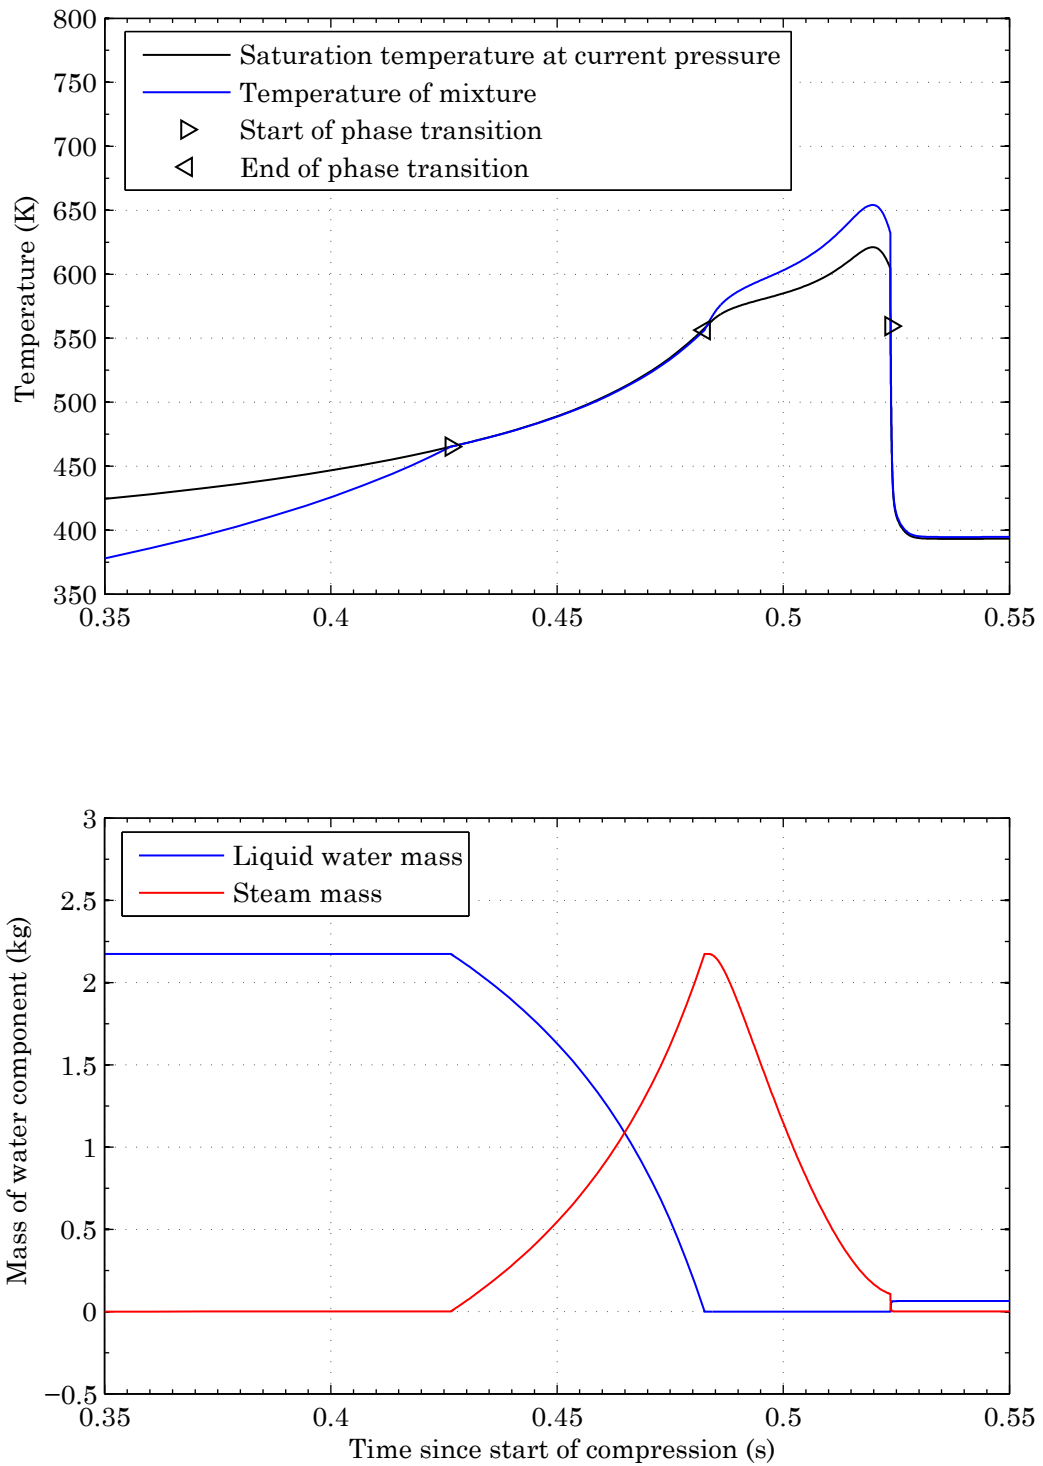 800
750
700
650
600
550
500
450
400
350
Temperature (K)
Saturation temperature at current pressure
Temperature of mixture
Start of phase transition
End of phase transition
0.35 0.4 0.45 0.5 0.55
3
2.5
2
1.5
1
0.5
0
−0.5
Mass of water component (kg)
Liquid water mass
Steam mass
0.35 0.4 0.45 0.5 0.55
Time since start of compression (s)